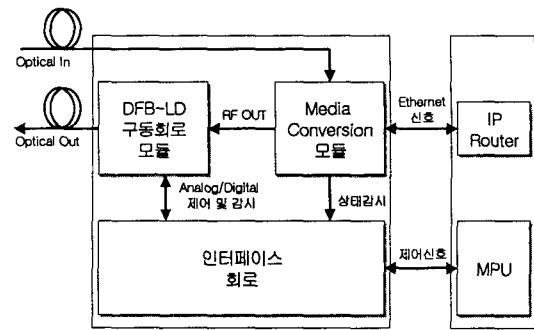 Optical In
Optical Out
DFB-LD
구동회로
모듈
RF OUT
Media
Conversion
모듈
Ethernet
신호
IP
Router
Analog/Digital
제어 및 감시
상태감시
인터페이스
회로
제어신호
MPU